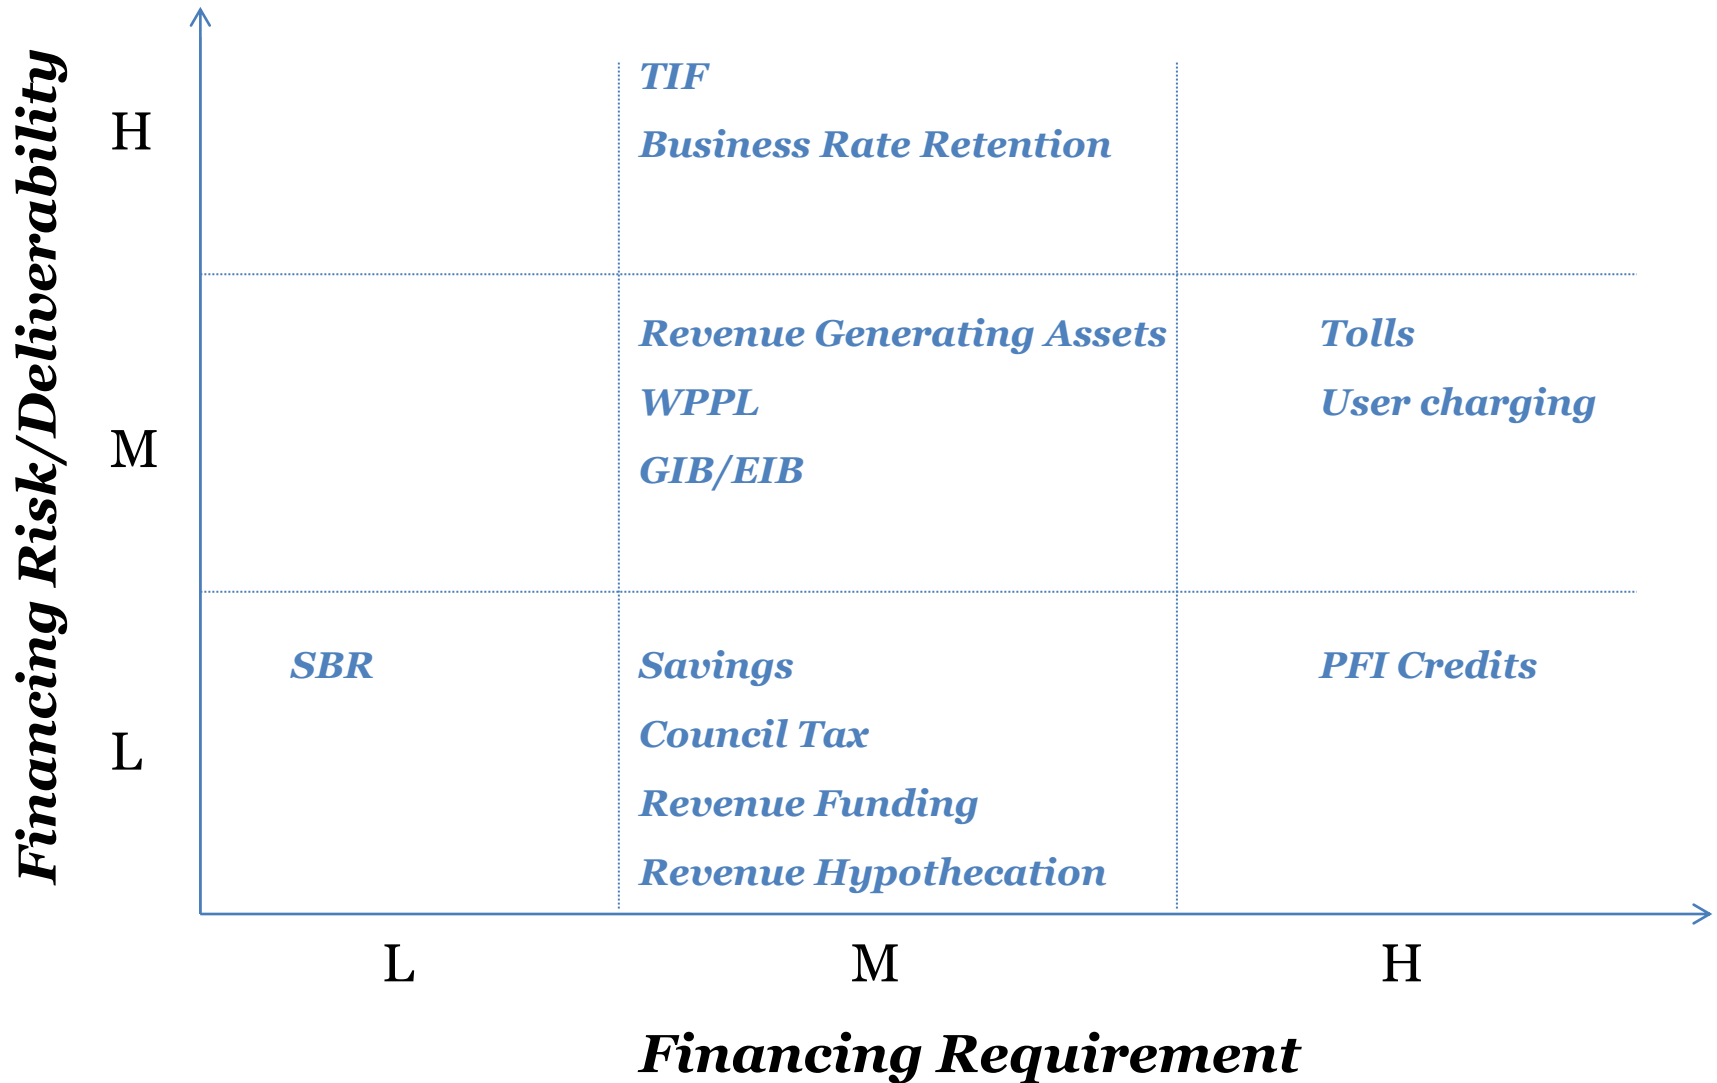 Financing Risk/Deliverability
H
TIF
Business Rate Retention
M
Revenue Generating Assets
Tolls
WPPL
User charging
GIB/EIB
L
SBR
Savings
PFI Credits
Council Tax
Revenue Funding
Revenue Hypothecation
L
M
H
Financing Requirement